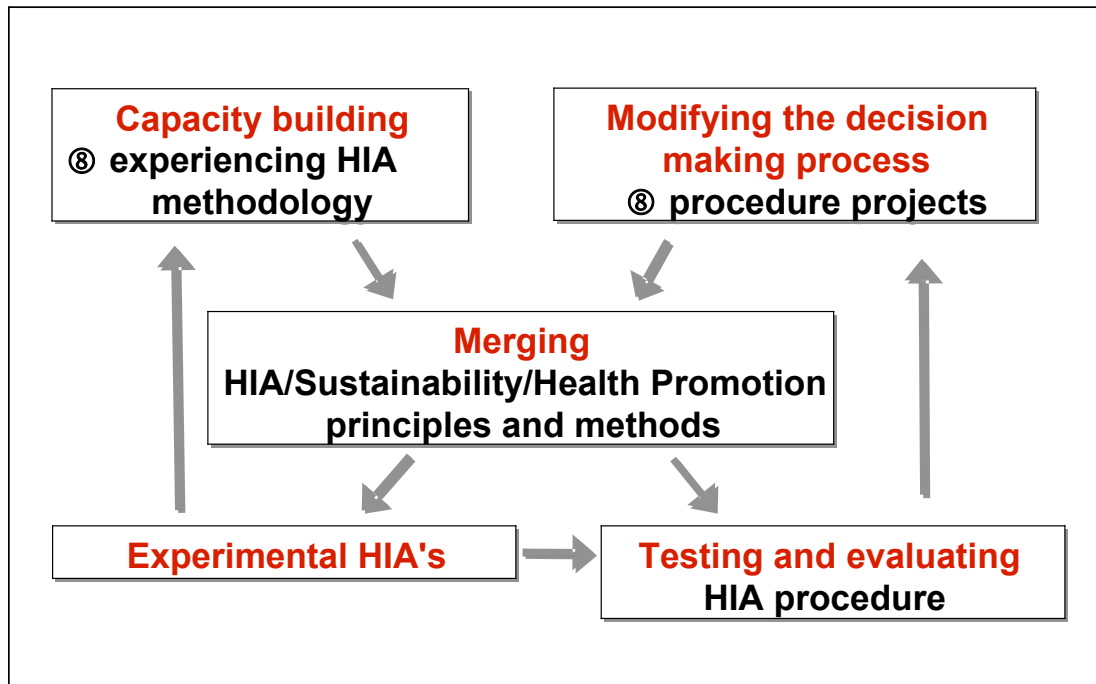 Capacity building
⑧ experiencing HIA
methodology
Modifying the decision
making process
⑧ procedure projects
Merging
HIA/Sustainability/Health Promotion
principles and methods
Experimental HIA's
Testing and evaluating
HIA procedure